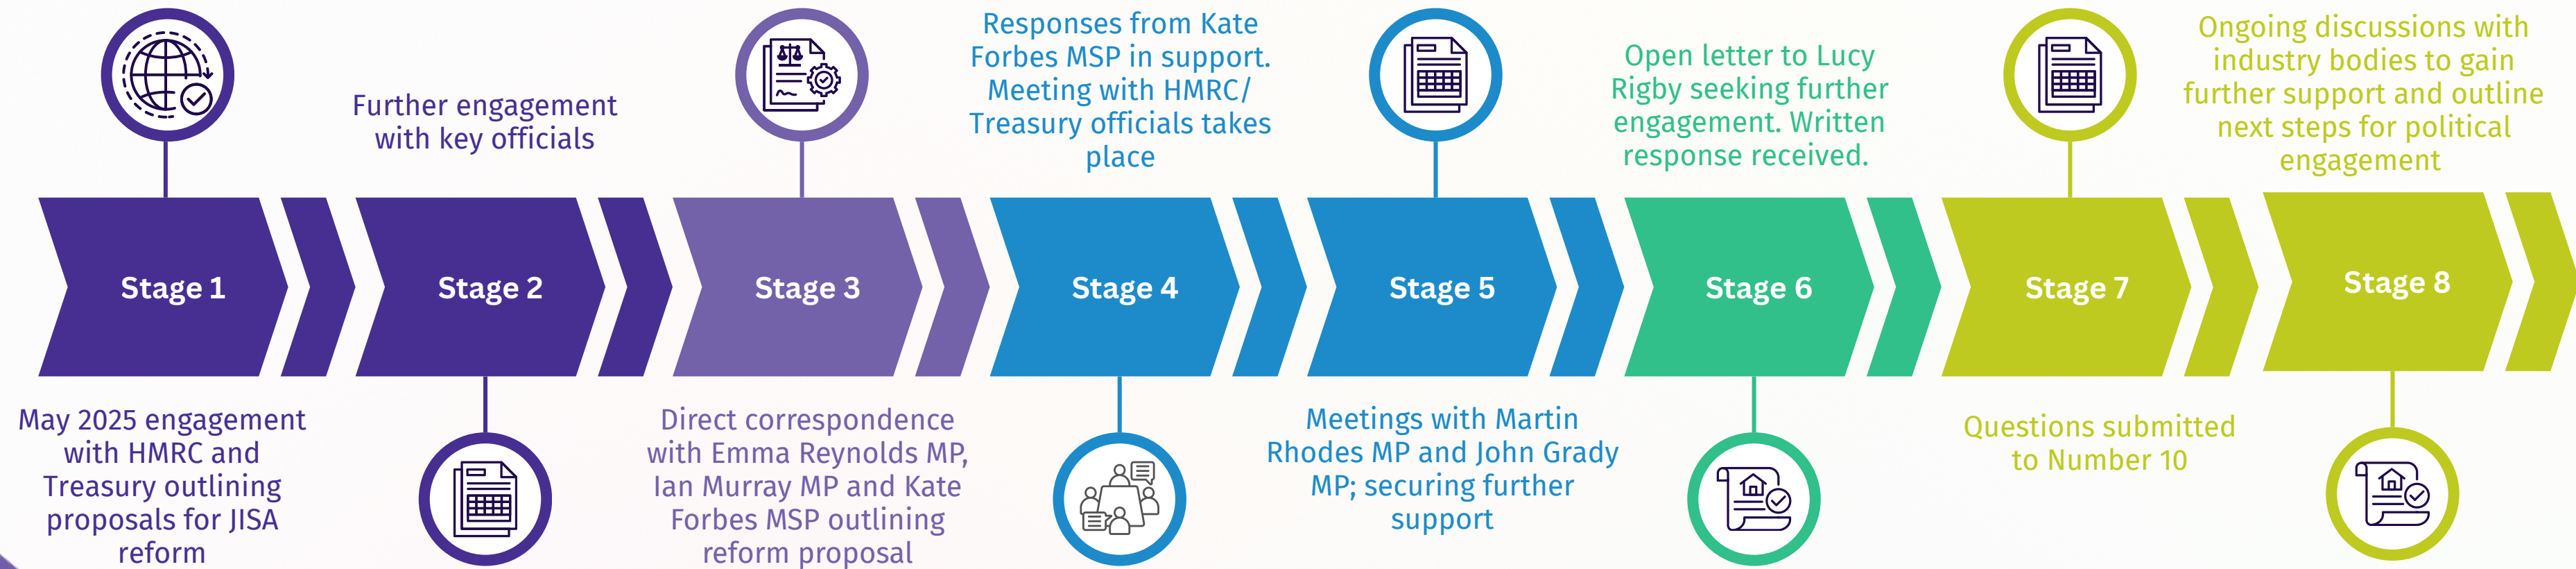 Stage 1
May 2025 engagement
with HMRC and
Treasury outlining
proposals for JISA
reform
Further engagement
with key officials
Stage 2
Stage 3
Direct correspondence
with Emma Reynolds MP,
Ian Murray MP and Kate
Forbes MSP outlining
reform proposal
Responses from Kate
Forbes MSP in support.
Meeting with HMRC/
Treasury officials takes
place
Stage 4
Stage 5
Meetings with Martin
Rhodes MP and John Grady
MP; securing further
support
Open letter to Lucy
Rigby seeking further
engagement. Written
response received.
Stage 6
Stage 7
Questions submitted
to Number 10
Ongoing discussions with
industry bodies to gain
further support and outline
next steps for political
engagement
Stage 8